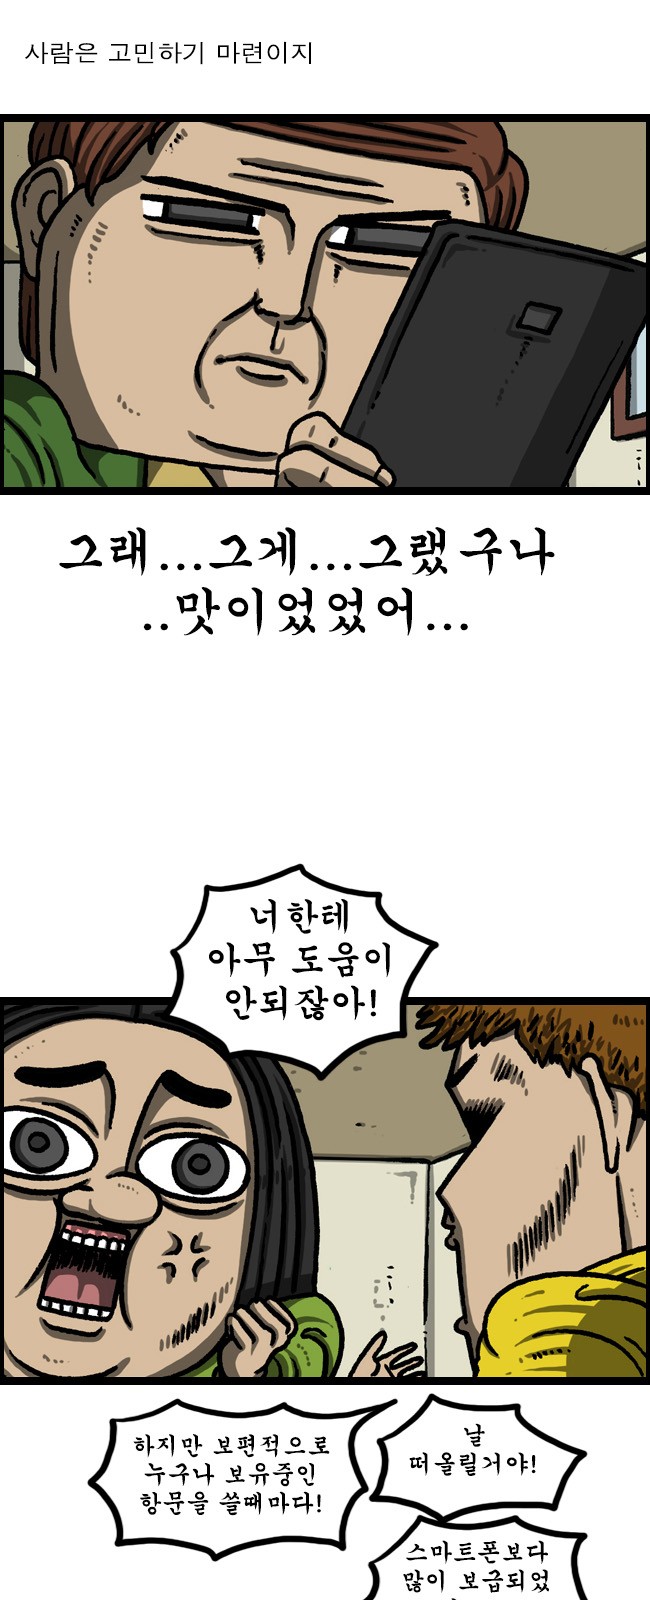 사람은 고민하기 마련이지
그래...그게...그랬구나
..맛이었었어...
너한테
아무 도움이
안되잖아!
하지만 보편적으로
누구나 보유중인
항문을 쓸때마다!
날
떠올릴거야!
스마트폰보다
많이 보급되었